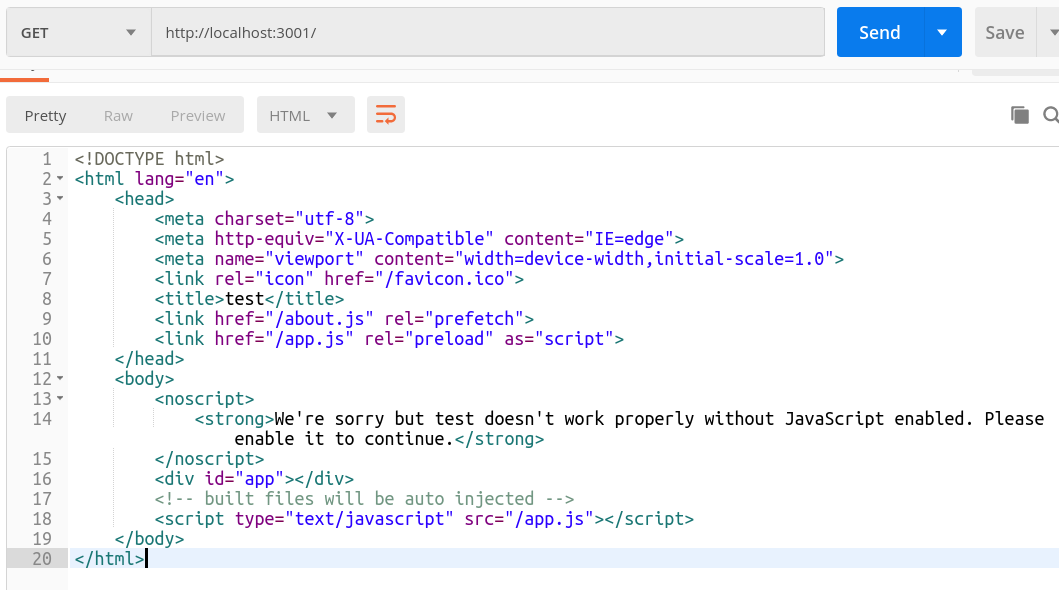 GET http://localhost:3001/ Send Save
Pretty Raw Preview HTML
1 <!DOCTYPE html>
2 <html lang="en">
3 <head>
4 <meta charset="utf-8">
5 <meta http-equiv="X-UA-Compatible" content="IE=edge">
6 <meta name="viewport" content="width=device-width,initial-scale=1.0">
7 <link rel="icon" href="/favicon.ico">
8 <title>test</title>
9 <link href="/about.js" rel="prefetch">
10 <link href="/app.js" rel="preload" as="script">
11 </head>
12 <body>
13 <noscript>
14 <strong>We're sorry but test doesn't work properly without JavaScript enabled. Please
enable it to continue.</strong>
15 </noscript>
16 <div id="app"></div>
17 <!-- built files will be auto injected -->
18 <script type="text/javascript" src="/app.js"></script>
19 </body>
20 </html>